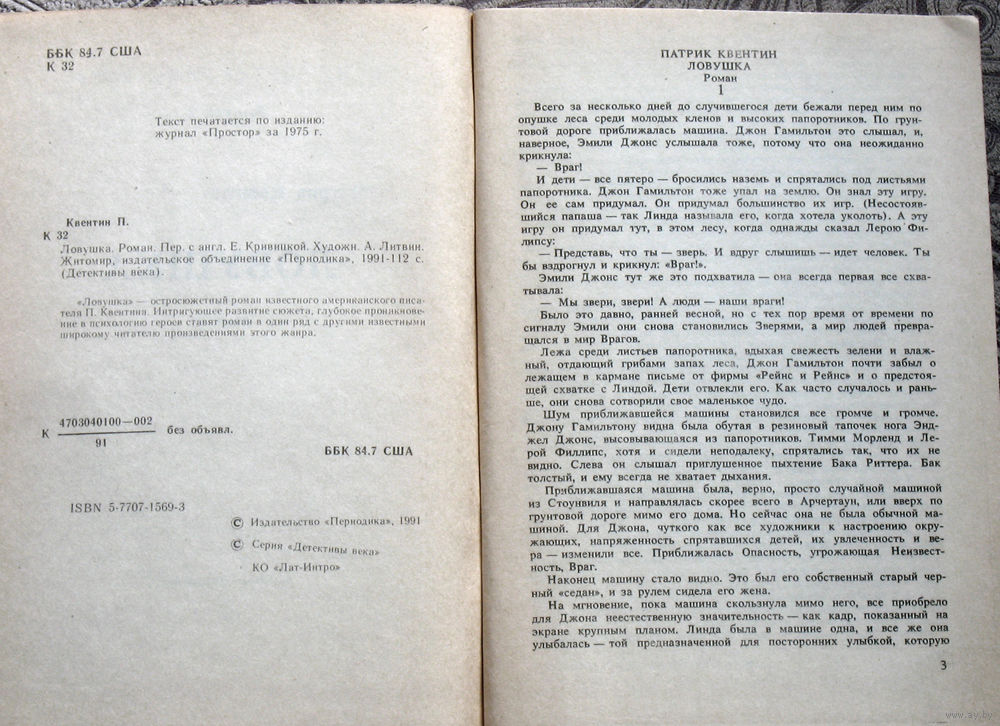 ББК 84.7 США
К 32
Текст печатается по изданию:
журнал «Простор» за 1975 г.
Квентин П.
К 32
Ловушка. Роман. Пер. с англ. Е. Кривицкой. Художн. А. Литвин.
Житомир, издательское объединение «Периодика», 1991-112 с.
(Детективы века).
«Ловушка» — остросюжетный роман известного американского писа-
теля П. Квентина. Интригующее развитие сюжета, глубокое проникнове-
ние в психологию героев ставят роман в один ряд с другими известными
широкому читателю произведениями этого жанра.
4703040100—002
К
без объявл.
91
ББК 84.7 США
ISBN 5-7707-1569-3
© Издательство «Периодика», 1991
© Серия «Детективы века»
КО «Лат-Интро»
ПАТРИК КВЕНТИН
ЛОВУШКА
Роман
1
Всего за несколько дней до случившегося дети бежали перед ним по
опушке леса среди молодых кленов и высоких папоротников. По грун-
товой дороге приближалась машина. Джон Гамильтон это слышал, и,
наверное, Эмили Джонс услышала тоже, потому что она неожиданно
крикнула:
— Враг!
И дети — все пятеро — бросились наземь и спрятались под листьями
папоротника. Джон Гамильтон тоже упал на землю. Он знал эту игру.
Он ее сам придумал. Он придумал большинство их игр. (Несостояв-
шийся папаша — так Линда называла его, когда хотела уколоть). А эту
игру он придумал тут, в этом лесу, когда однажды сказал Лерою Фи-
липсу:
— Представь, что ты — зверь. И вдруг слышишь — идет человек. Ты
бы вздрогнул и крикнул: «Враг!».
Эмили Джонс тут же это подхватила — она всегда первая все схва-
тывала:
— Мы звери, звери! А люди — наши враги!
Было это давно, ранней весной, но с тех пор время от времени по
сигналу Эмили они снова становились Зверями, а мир людей превра-
щался в мир Врагов.
Лежа среди листьев папоротника, вдыхая свежесть зелени и влаж-
ный, отдающий грибами запах леса, Джон Гамильтон почти забыл о
лежащем в кармане письме от фирмы «Рейнс и Рейнс» и о предстоя-
щей схватке с Линдой. Дети отвлекли его. Как часто случалось и рань-
ше, они снова сотворили свое маленькое чудо.
Шум приближавшейся машины становился все громче и громче.
Джону Гамильтону видна была обутая в резиновый тапочек нога Энд-
жел Джонс, высовывающаяся из папоротников. Тимми Морленд и Ле-
рой Филлипс, хотя и сидели неподалеку, спрятались так, что их не
видно. Слева он слышал приглушенное пыхтение Бака Риттера. Бак
толстый, и ему всегда не хватает дыхания.
Приближавшаяся машина была, верно, просто случайной машиной
из Стоунвиля и направлялась скорее всего в Арчертаун, или вверх по
грунтовой дороге мимо его дома. Но сейчас она не была обычной ма-
шиной. Для Джона, чуткого как все художники к настроению окру-
жающих, напряженность спрятавшихся детей, их увлеченность и ве-
ра — изменили все. Приближалась Опасность, угрожающая Неизвест-
ность, Враг.
Наконец машину стало видно. Это был его собственный старый чер-
ный «седан», и за рулем сидела его жена.
На мгновение, пока машина скользнула мимо него, все приобрело
для Джона неестественную значительность — как кадр, показанный на
экране крупным планом. Линда была в машине одна, и все же она
улыбалась — той предназначенной для посторонних улыбкой, которую
3
www.ay.by